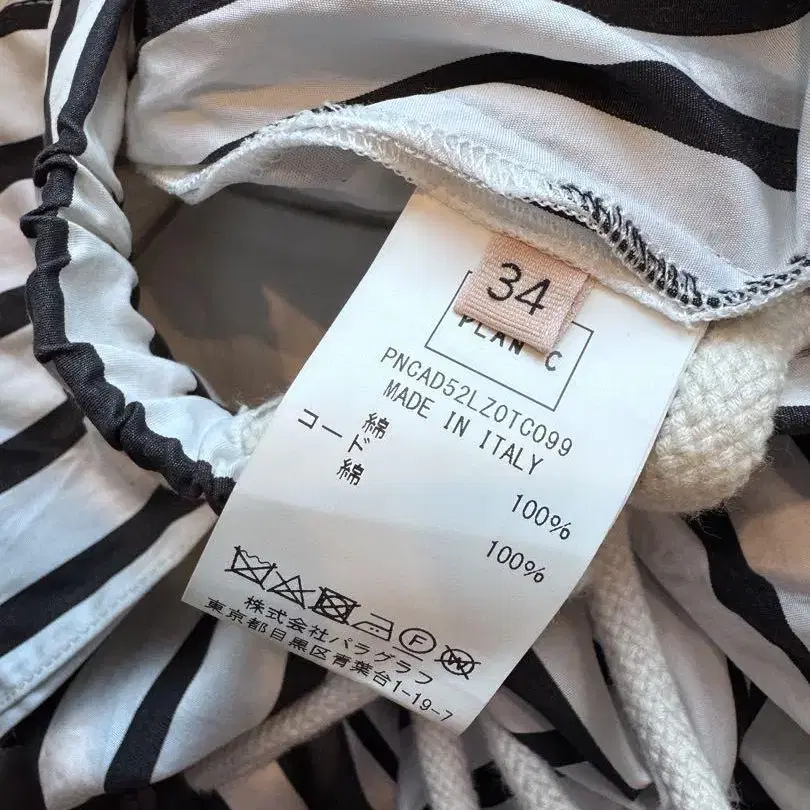 34
PLAN C
PNCAD52LZ0TC099
MADE IN ITALY
綿 100%
コード
綿 100%
F
W
株式会社パラグラフ
東京都目黒区青葉台1-19-7